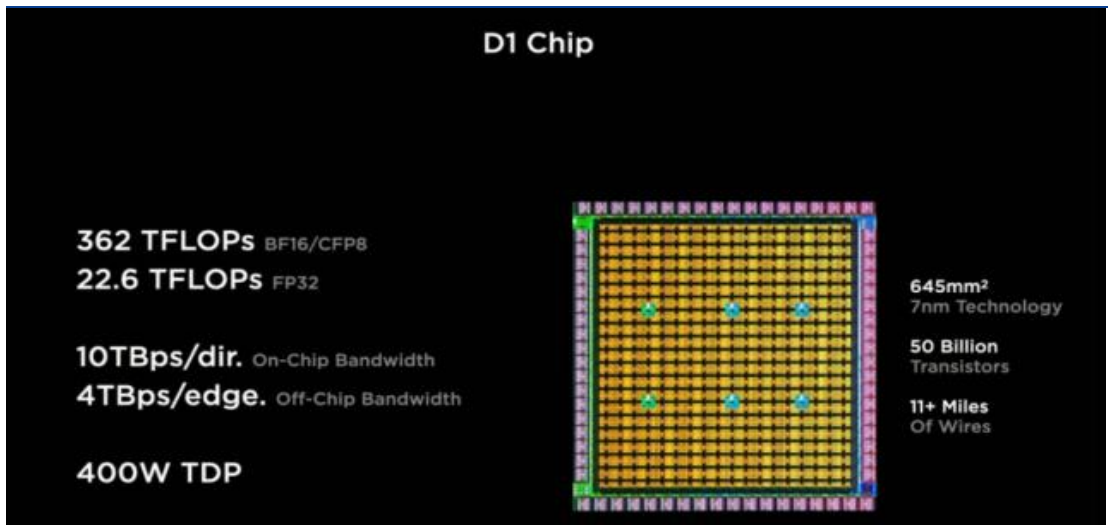 D1 Chip
362 TFLOPs BF16/CFP8
22.6 TFLOPs FP32
10TBps/dir. On-Chip Bandwidth
4TBps/edge. Off-Chip Bandwidth
400W TDP
645mm²
7nm Technology
50 Billion
Transistors
11+ Miles
Of Wires